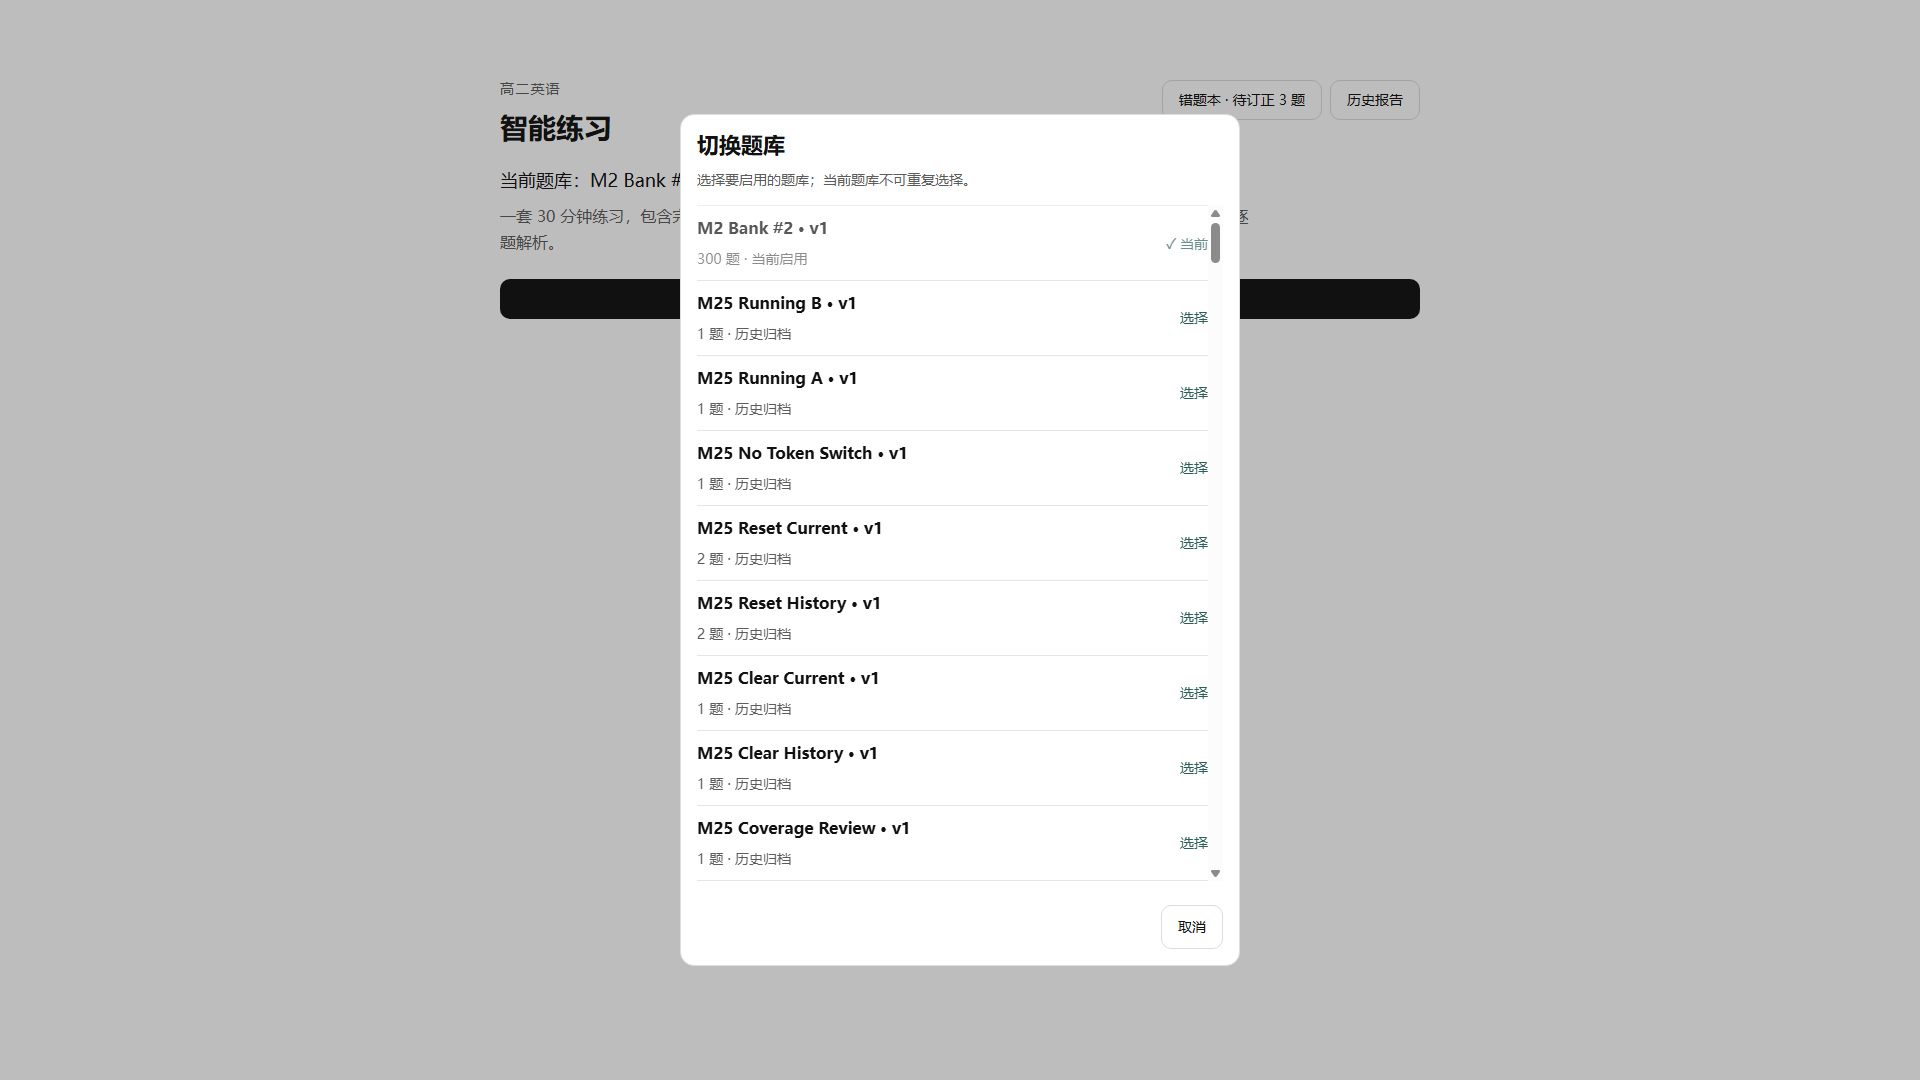 高二英语
智能练习
错题本 · 待订正 3 题
历史报告
当前题库：M2 Bank #
一套 30 分钟练习，包含
逐
题解析。
切换题库
选择要启用的题库；当前题库不可重复选择。
M2 Bank #2 • v1
300 题 · 当前启用
✓ 当前
M25 Running B • v1
1 题 · 历史归档
选择
M25 Running A • v1
1 题 · 历史归档
选择
M25 No Token Switch • v1
1 题 · 历史归档
选择
M25 Reset Current • v1
2 题 · 历史归档
选择
M25 Reset History • v1
2 题 · 历史归档
选择
M25 Clear Current • v1
1 题 · 历史归档
选择
M25 Clear History • v1
1 题 · 历史归档
选择
M25 Coverage Review • v1
1 题 · 历史归档
选择
取消